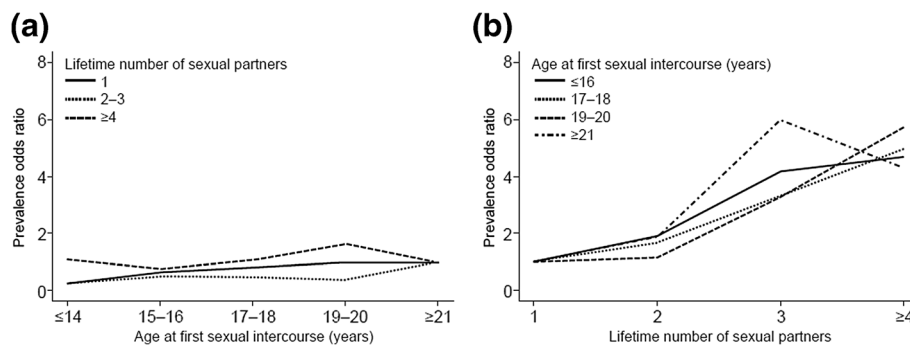 (a)
Lifetime number of sexual partners
1
2–3
≥4
Prevalence odds ratio
8
6
4
2
0
≤14 15–16 17–18 19–20 ≥21
Age at first sexual intercourse (years)
(b)
Age at first sexual intercourse (years)
≤16
17–18
19–20
≥21
Prevalence odds ratio
8
6
4
2
0
1 2 3 ≥4
Lifetime number of sexual partners